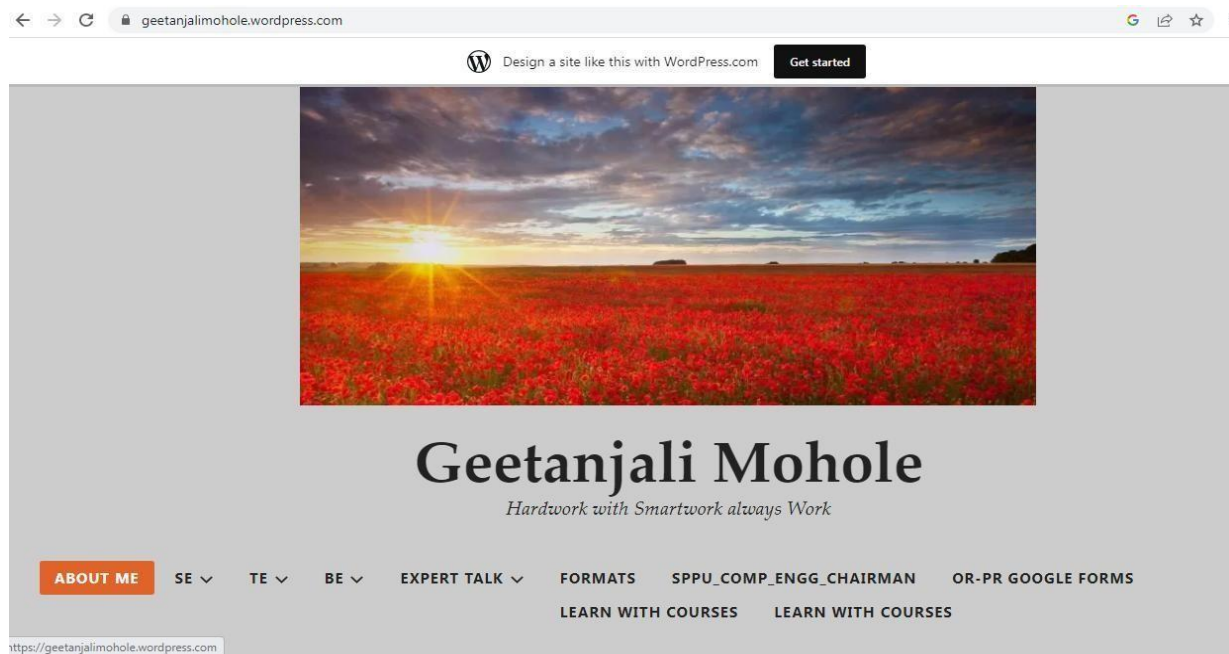 geetanjalimohole.wordpress.com
Design a site like this with WordPress.com Get started
Geetanjali Mohole
Hardwork with Smartwork always Work
ABOUT ME SE TE BE EXPERT TALK FORMATS SPPU_COMP_ENGG_CHAIRMAN OR-PR GOOGLE FORMS
LEARN WITH COURSES LEARN WITH COURSES
https://geetanjalimohole.wordpress.com